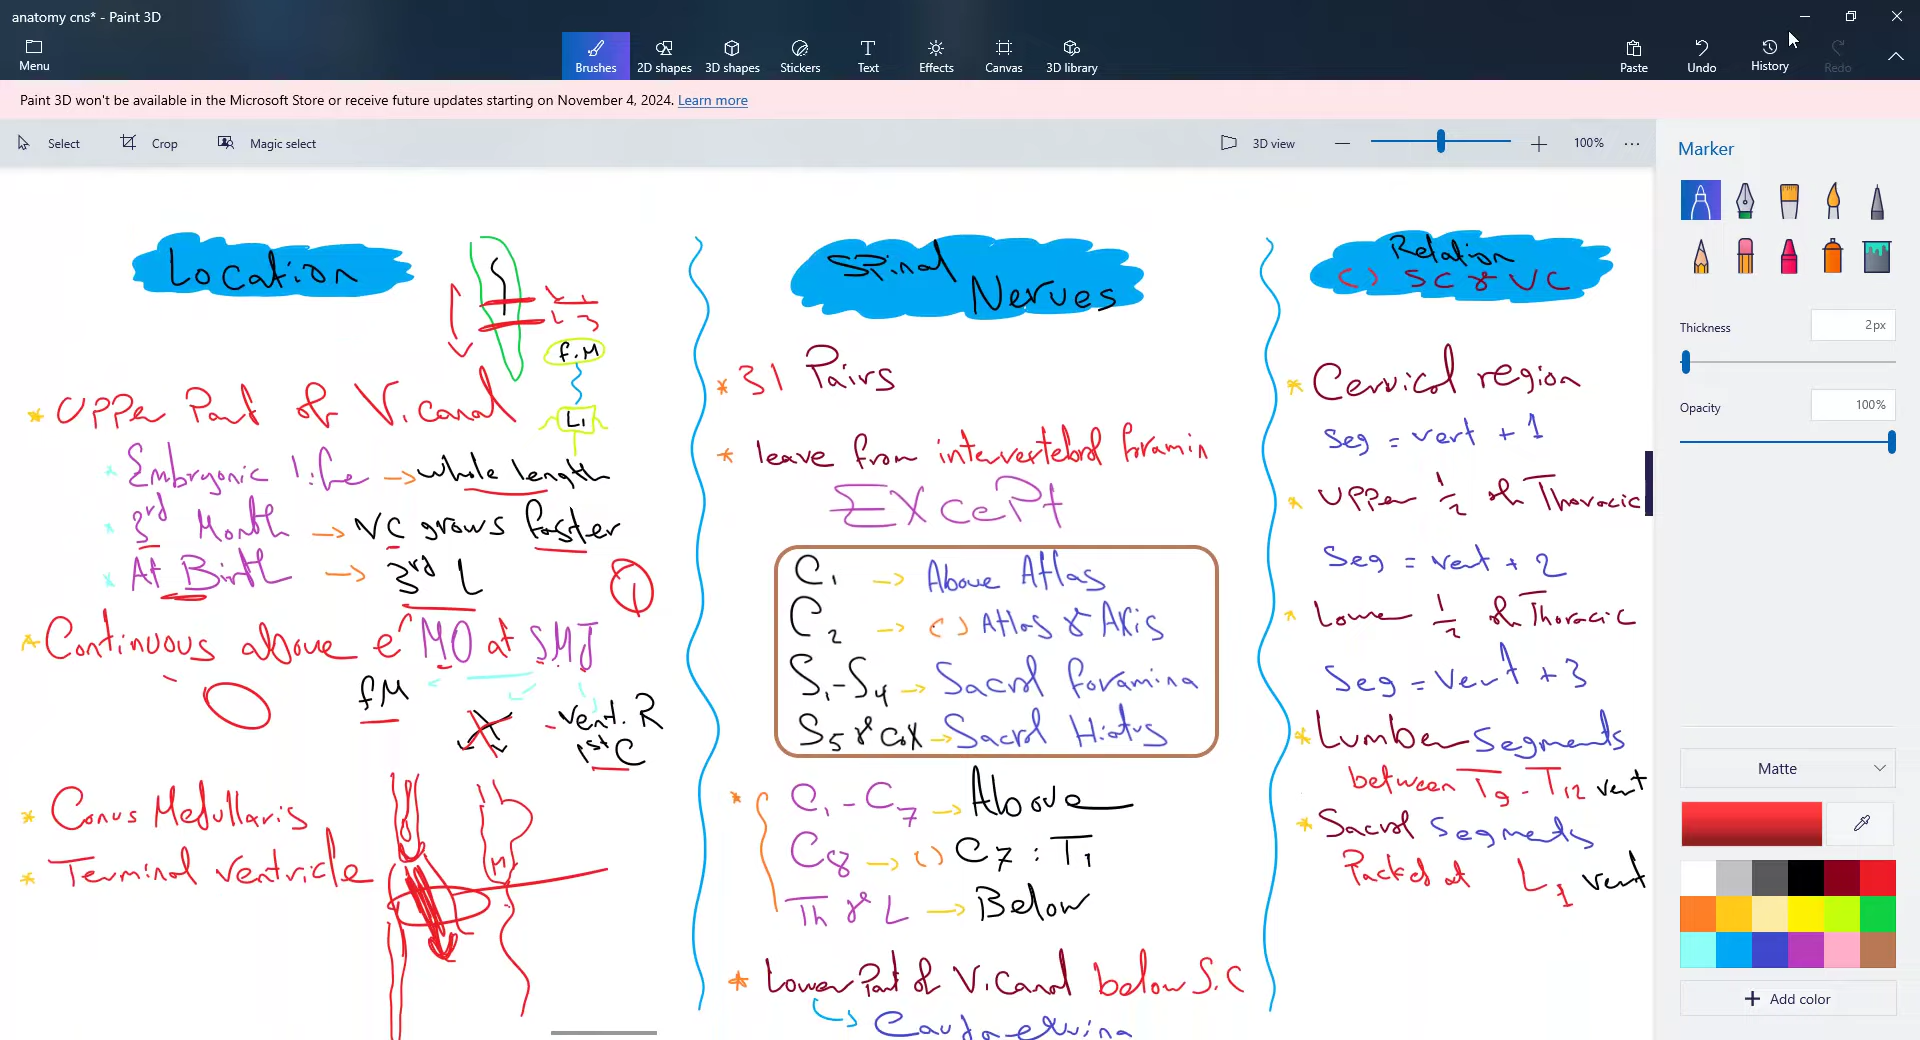 anatomy cns* - Paint 3D
Menu
Brushes
2D shapes
3D shapes
Stickers
Text
Effects
Canvas
3D library
Paste
Undo
History
Redo
Paint 3D won't be available in the Microsoft Store or receive future updates starting on November 4, 2024. Learn more
Select
Crop
Magic select
3D view
100%
Marker
Thickness
2px
Opacity
100%
Matte
Add color
Location
L 3
f.M
L1
* Upper Part of V.canal
* Embryonic life → whole length
* 3rd Month → VC grows faster
* At Birth → 3rd L
1
* Continuous above e MO at SMJ
fM
X
- Vent. R
1st C
* Conus Medullaris
* Terminal ventricle
M
Spinal
Nerves
* 31 Pairs
* leave from intervertebral foramin
EXCePt
C1 → Above Atlas
C2 → ( ) Atlas & Axis
S1-S4 → Sacral foramina
S5 & cox → Sacral Hiatus
* C1 - C7 → Above
C8 → ( ) C7 : T1
Th & L → Below
* Lower Part of V.Canal below S.C
Cauda equina
Relation
( ) SC & VC
* Cervical region
Seg = vert + 1
* Upper 1/2 of Thoracic
Seg = vert + 2
* Lower 1/2 of Thoracic
Seg = vert + 3
* Lumber Segments
between T9 - T12 vert
* Sacral Segments
Packed at L1 vert